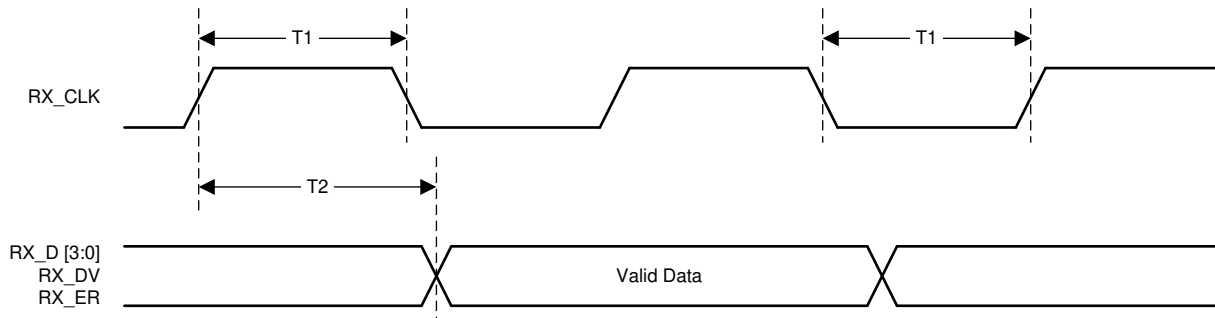 T1
T1
RX_CLK
T2
RX_D [3:0]
RX_DV
Valid Data
RX_ER